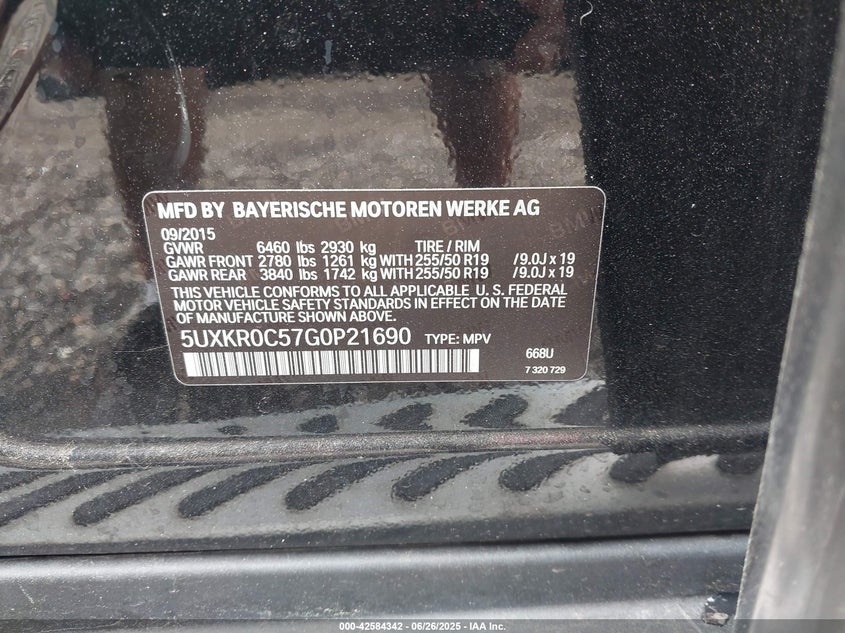 MFD BY BAYERISCHE MOTOREN WERKE AG
09/2015
GVWR 6460 lbs 2930 kg TIRE / RIM
GAWR FRONT 2780 lbs 1261 kg WITH 255/50 R19 /9.0J x 19
GAWR REAR 3840 lbs 1742 kg WITH 255/50 R19 /9.0J x 19
THIS VEHICLE CONFORMS TO ALL APPLICABLE U. S. FEDERAL
MOTOR VEHICLE SAFETY STANDARDS IN EFFECT ON THE DATE
OF MANUFACTURE SHOWN ABOVE.
5UXKR0C57G0P21690 TYPE: MPV
668U
7 320 729
000-42584342 / 06/26/2025 - IAA Inc.